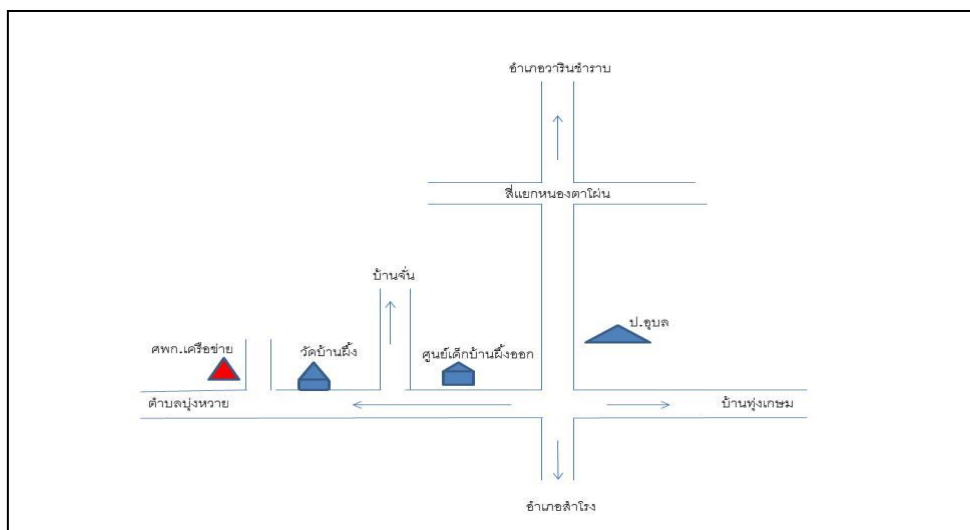 อำเภอวารินชำราบ
สี่แยกหนองตาโผ่น
บ้านจั่น
ป.อุบล
ศพก.เครือข่าย
วัดบ้านผึ้ง
ศูนย์เด็กบ้านผึ้งออก
ตำบลบุ่งหวาย
บ้านทุ่งเกษม
อำเภอสำโรง